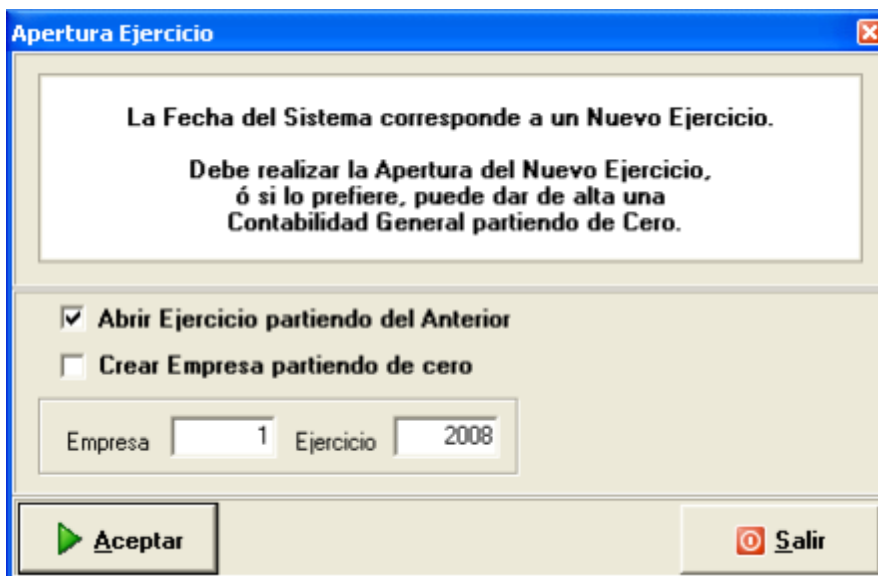 Apertura Ejercicio
La Fecha del Sistema corresponde a un Nuevo Ejercicio.
Debe realizar la Apertura del Nuevo Ejercicio,
ó si lo prefiere, puede dar de alta una
Contabilidad General partiendo de Cero.
Abrir Ejercicio partiendo del Anterior
Crear Empresa partiendo de cero
Empresa 1 Ejercicio 2008
Aceptar Salir